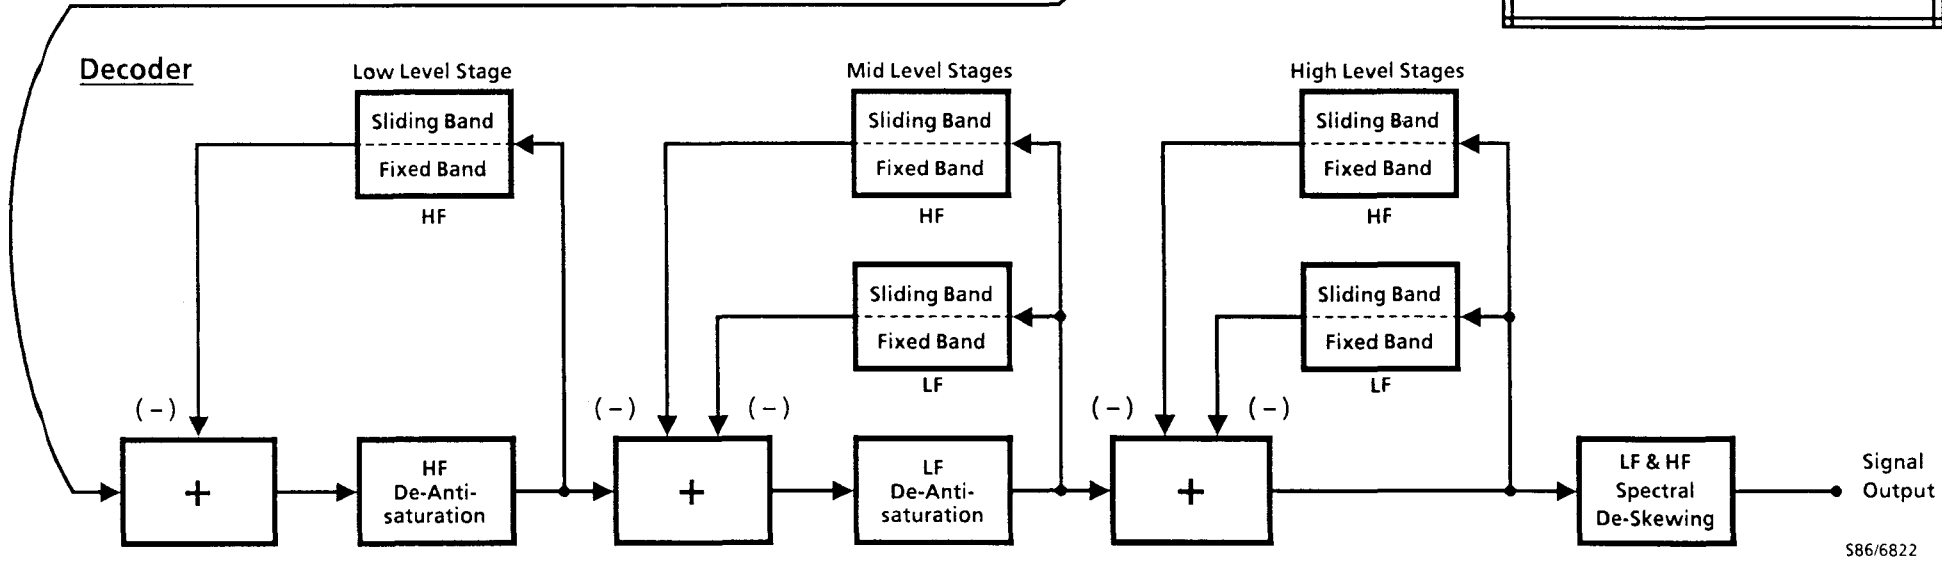 Decoder
Low Level Stage
Sliding Band
Fixed Band
HF
Mid Level Stages
Sliding Band
Fixed Band
HF
Sliding Band
Fixed Band
LF
High Level Stages
Sliding Band
Fixed Band
HF
Sliding Band
Fixed Band
LF
(-)
(-)
(-)
(-)
(-)
+
HF
De-Anti-
saturation
+
LF
De-Anti-
saturation
+
LF & HF
Spectral
De-Skewing
Signal
Output
S86/6822